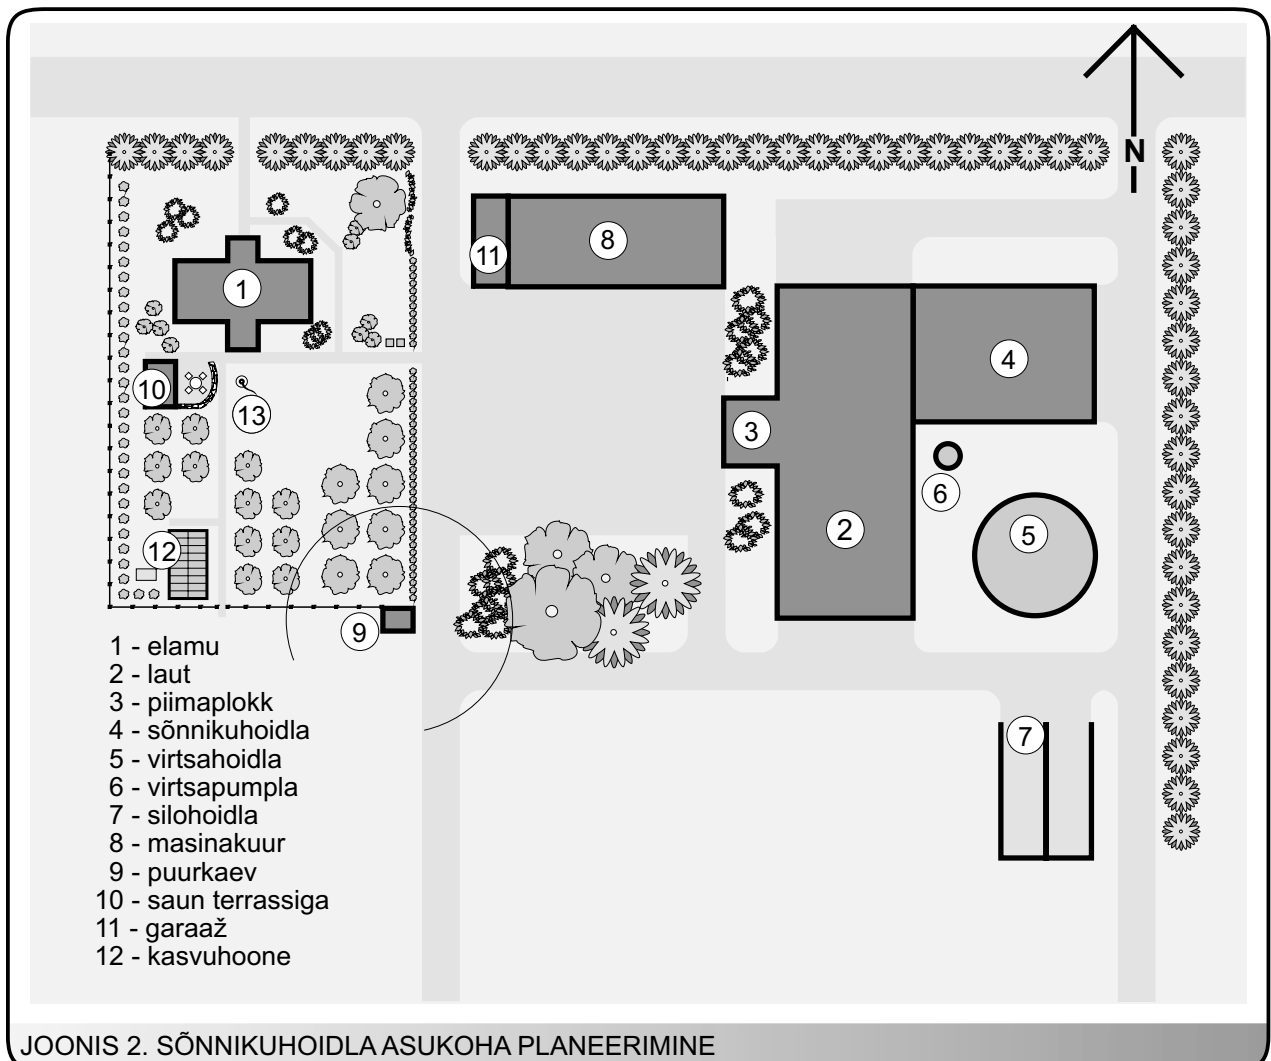 N
11
8
1
4
10
13
3
6
5
2
12
9
7
1 - elamu
2 - laut
3 - piimaplokk
4 - sõnnikuhoidla
5 - virtsahoidla
6 - virtsapumpla
7 - silohoidla
8 - masinakuur
9 - puurkaev
10 - saun terrassiga
11 - garaaž
12 - kasvuhoone
JOONIS 2. SÕNNIKUHOIDLA ASUKOHA PLANEERIMINE